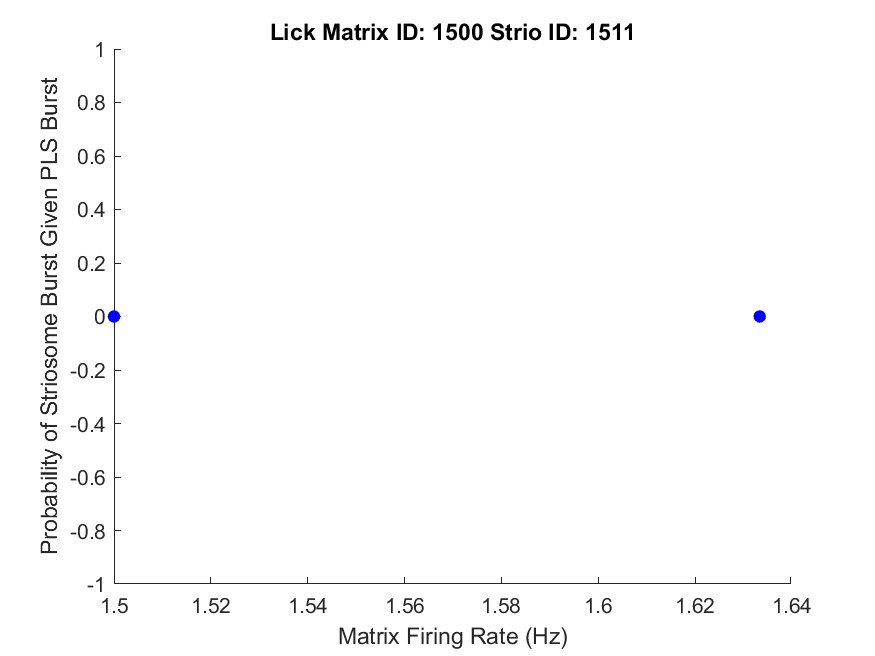 Lick Matrix ID: 1500 Strio ID: 1511
Probability of Striosome Burst Given PLS Burst
1
0.8
0.6
0.4
0.2
0
-0.2
-0.4
-0.6
-0.8
-1
1.5 1.52 1.54 1.56 1.58 1.6 1.62 1.64
Matrix Firing Rate (Hz)